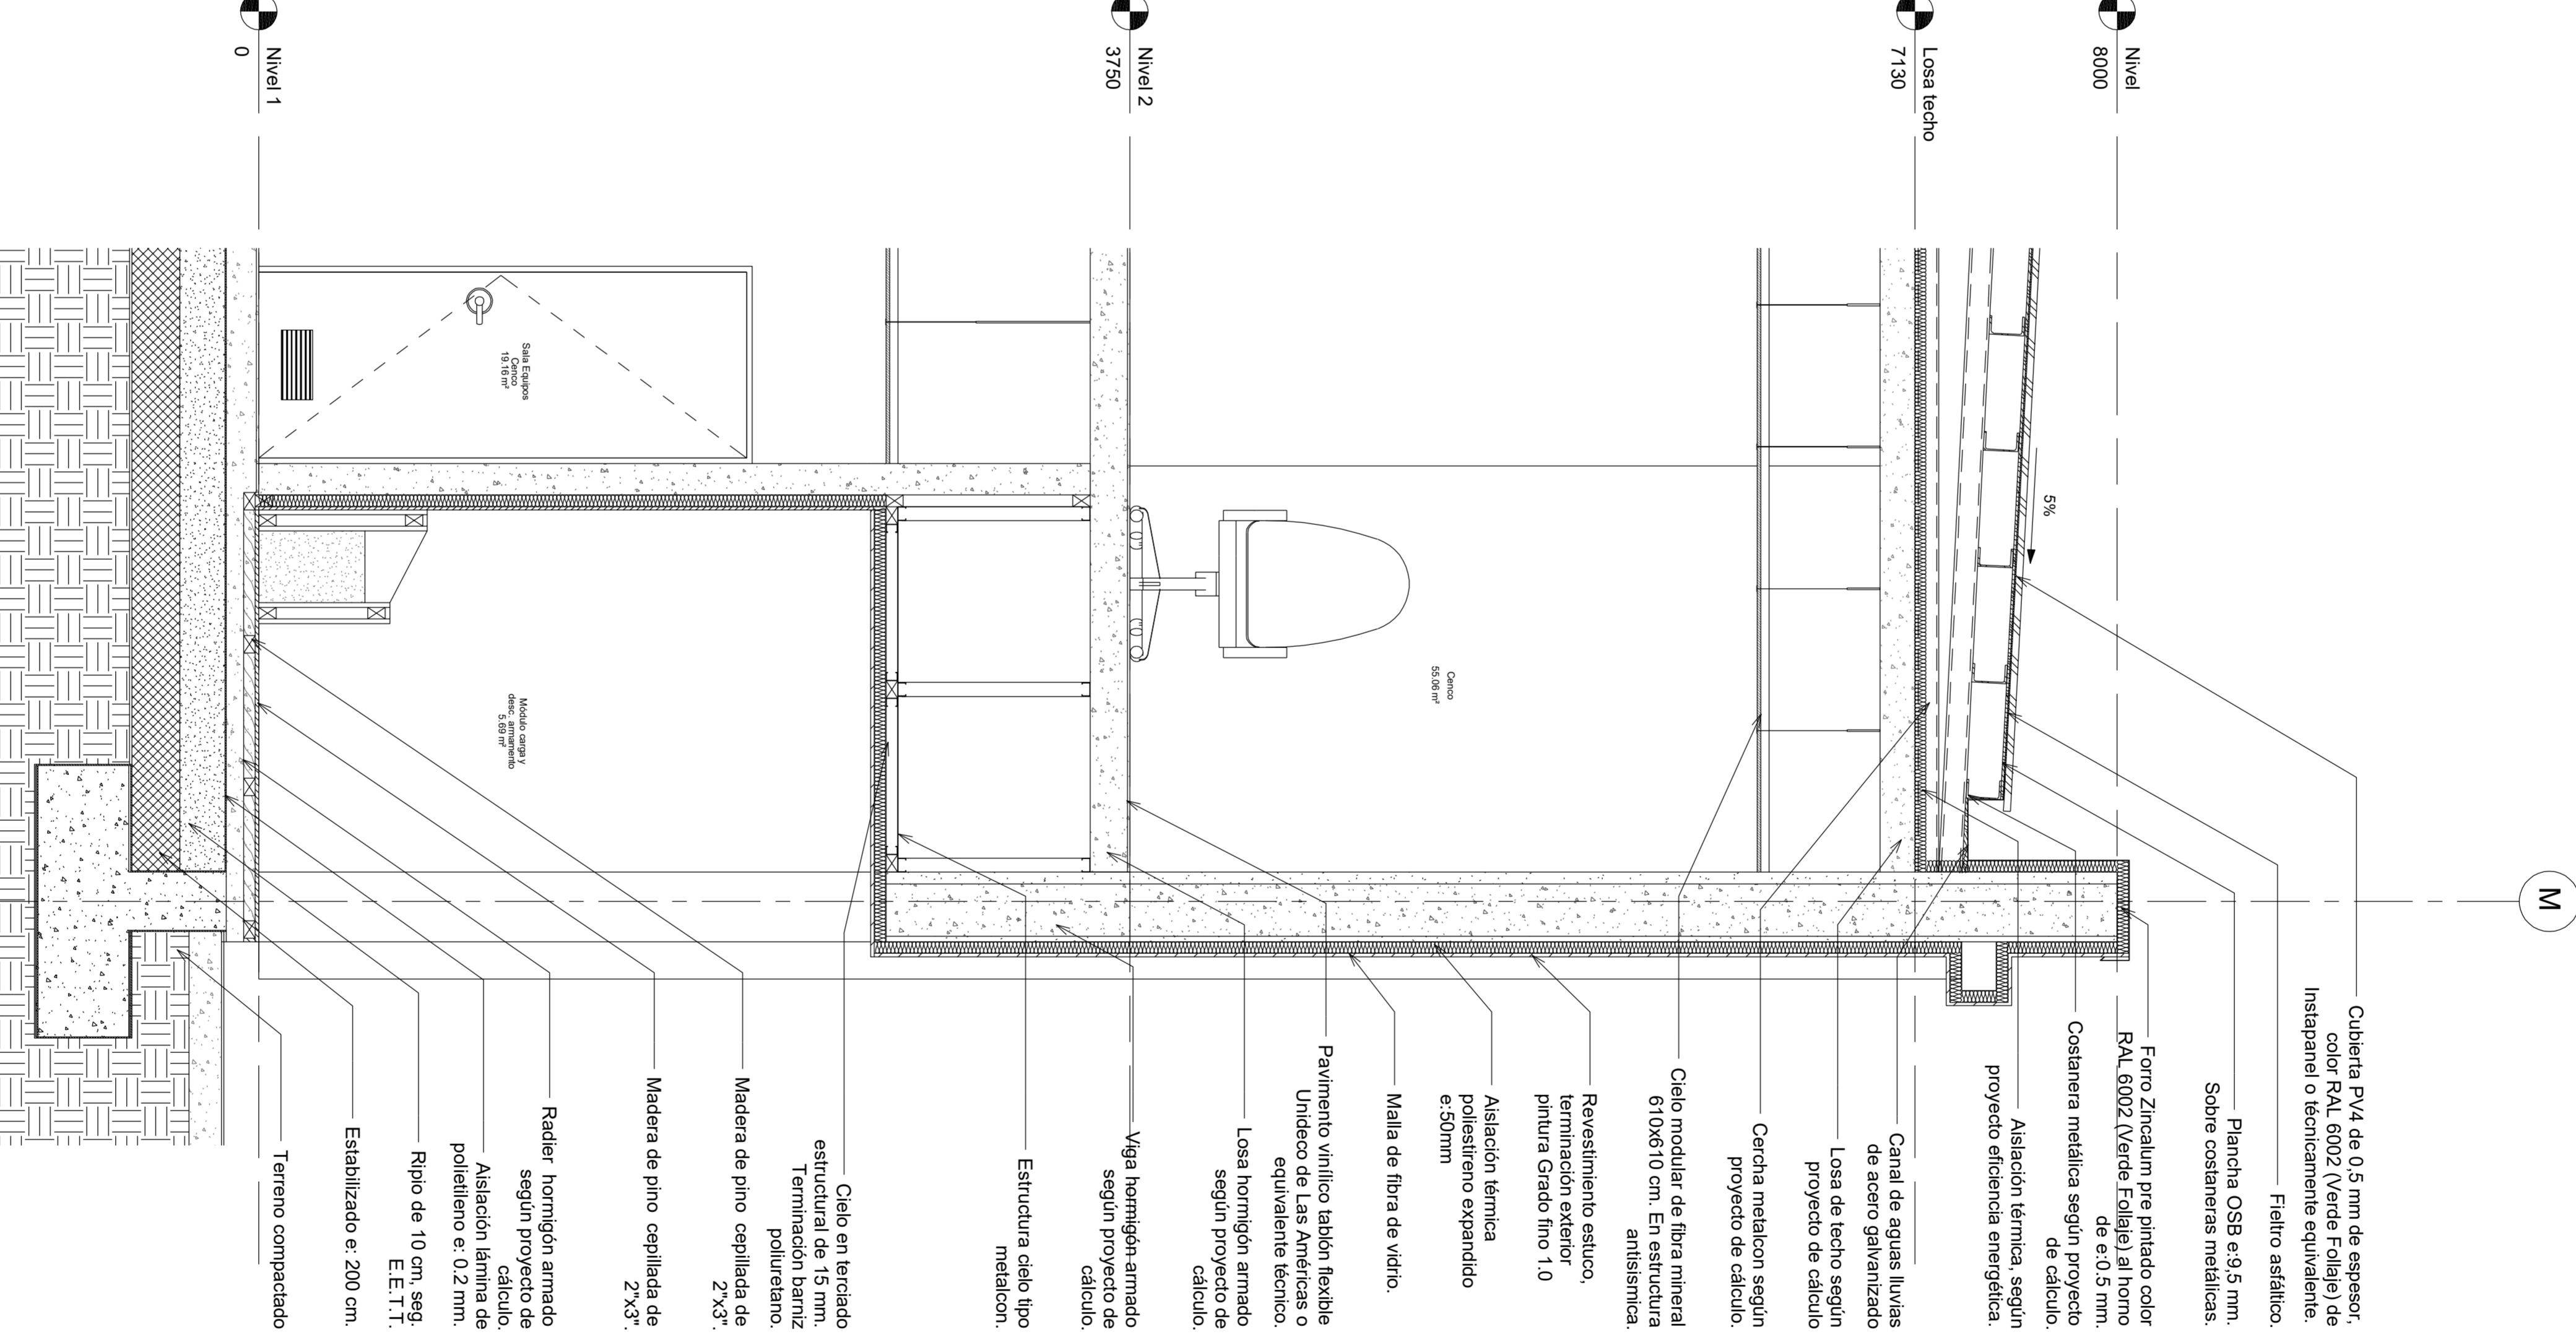 M
Nivel
8000
Losa techo
7130
Nivel 2
3750
Nivel 1
0
5%
Cenco
55.06 m²
Sala Equipos
Cenco
19.16 m²
Módulo carga y
desc. armamento
5.69 m²
Cubierta PV4 de 0,5 mm de espesor,
color RAL 6002 (Verde Follaje) de
Instapanel o técnicamente equivalente.
Fieltro asfáltico.
Plancha OSB e:9,5 mm.
Sobre costaneras metálicas.
Forro Zincalum pre pintado color
RAL 6002 (Verde Follaje) al horno
de e:0.5 mm.
Costanera metálica según proyecto
de cálculo.
Aislación térmica, según
proyecto eficiencia energética.
Canal de aguas lluvias
de acero galvanizado
Losa de techo según
proyecto de cálculo
Cercha metalcon según
proyecto de cálculo.
Cielo modular de fibra mineral
610x610 cm. En estructura
antisismica.
Revestimiento estuco,
terminación exterior
pintura Grado fino 1.0
Aislación térmica
poliestireno expandido
e:50mm
Malla de fibra de vidrio.
Pavimento vinílico tablón flexible
Unideco de Las Américas o
equivalente técnico.
Losa hormigón armado
según proyecto de
cálculo.
Viga hormigón armado
según proyecto de
cálculo.
Estructura cielo tipo
metalcon.
Cielo en terciado
estructural de 15 mm.
Terminación barniz
poliuretano.
Madera de pino cepillada de
2"x3".
Madera de pino cepillada de
2"x3".
Radier hormigón armado
según proyecto de
cálculo.
Aislación lámina de
polietileno e: 0.2 mm.
Ripio de 10 cm, seg.
E.E.T.T.
Establizado e: 200 cm.
Terreno compactado